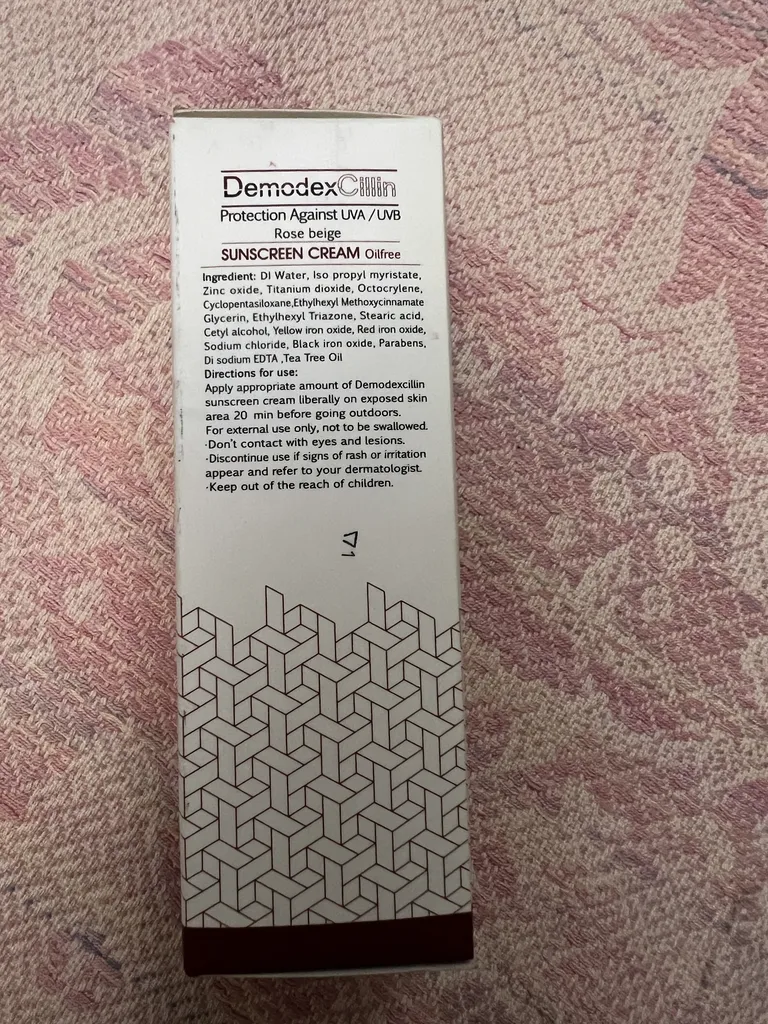 DemodexCillin
Protection Against UVA / UVB
Rose beige
SUNSCREEN CREAM Oilfree
Ingredient: DI Water, Iso propyl myristate,
Zinc oxide, Titanium dioxide, Octocrylene,
Cyclopentasiloxane,Ethylhexyl Methoxycinnamate
Glycerin, Ethylhexyl Triazone, Stearic acid,
Cetyl alcohol, Yellow iron oxide, Red iron oxide,
Sodium chloride, Black iron oxide, Parabens,
Di sodium EDTA ,Tea Tree Oil
Directions for use:
Apply appropriate amount of Demodexcillin
sunscreen cream liberally on exposed skin
area 20 min before going outdoors.
For external use only, not to be swallowed.
·Don't contact with eyes and lesions.
·Discontinue use if signs of rash or irritation
appear and refer to your dermatologist.
·Keep out of the reach of children.